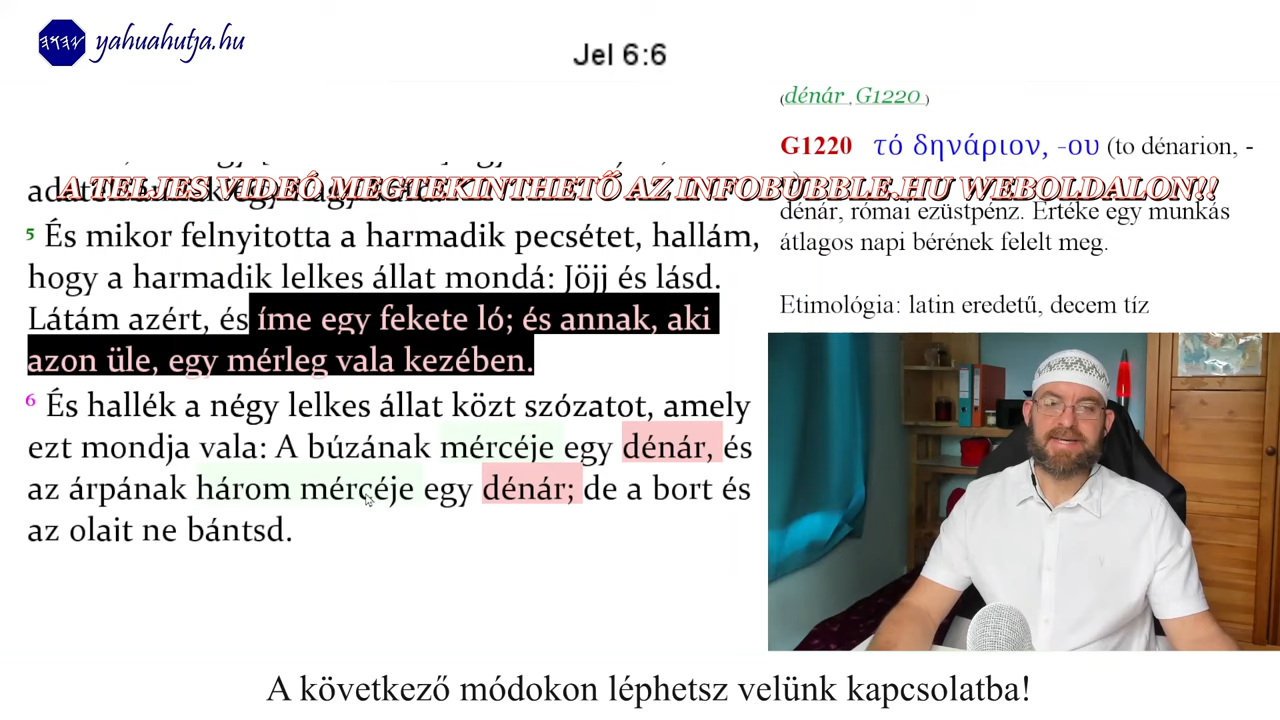 yahuahutja.hu
Jel 6:6
A TELJES VIDEÓ MEGTEKINTHETŐ AZ INFOBUBBLE.HU WEBOLDALON!!
5 És mikor felnyitotta a harmadik pecsétet, hallám,
hogy a harmadik lelkes állat mondá: Jöjj és lásd.
Látám azért, és íme egy fekete ló; és annak, aki
azon üle, egy mérleg vala kezében.
6 És hallék a négy lelkes állat közt szózatot, amely
ezt mondja vala: A búzának mércéje egy dénár, és
az árpának három mércéje egy dénár; de a bort és
az olajt ne bántsd.
(dénár ,G1220 )
G1220 τό δηνάριον, -ου (to dénarion, -
dénár, római ezüstpénz. Értéke egy munkás
átlagos napi bérének felelt meg.
Etimológia: latin eredetű, decem tíz
A következő módokon léphetsz velünk kapcsolatba!